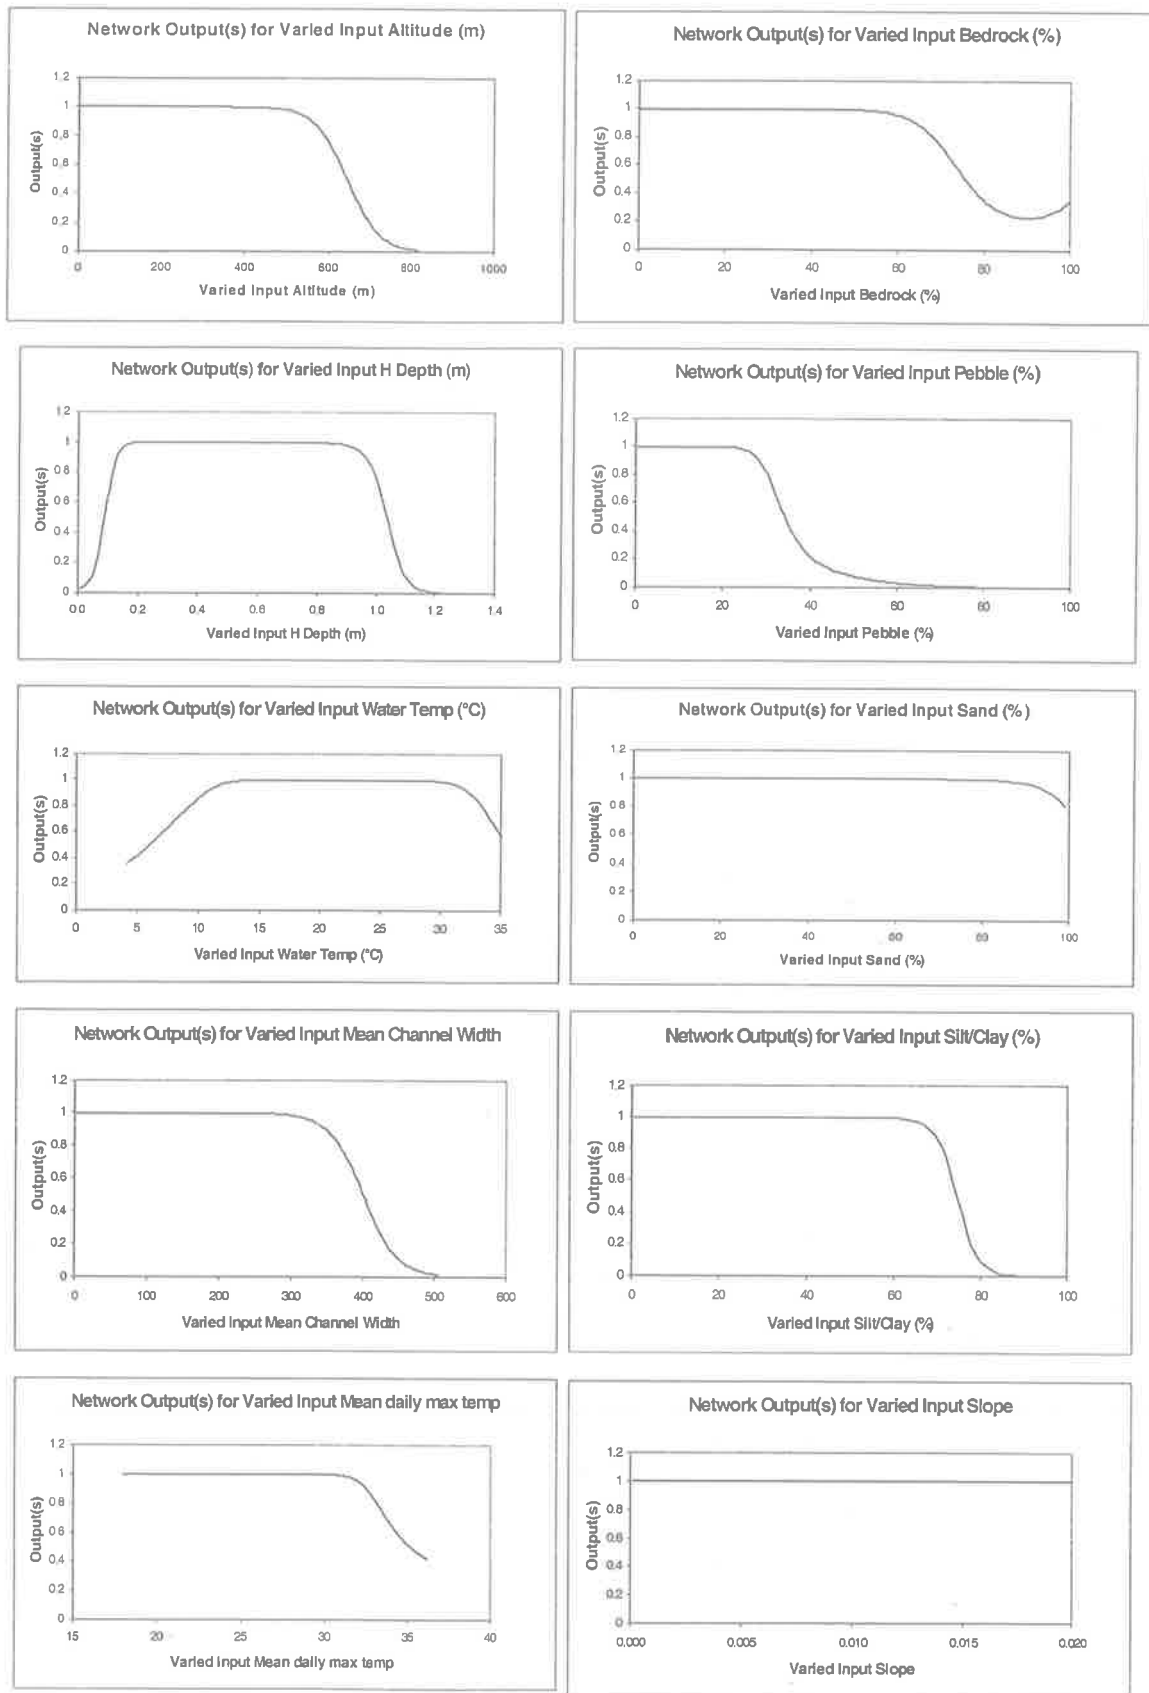 Network Output(s) for Varied Input Altitude (m)
1.2
1
0.8
0.6
0.4
0.2
0
Output(s)
0 200 400 600 800 1000
Varied Input Altitude (m)
Network Output(s) for Varied Input Bedrock (%)
1.2
1
0.8
0.6
0.4
0.2
0
Output(s)
0 20 40 60 80 100
Varied Input Bedrock (%)
Network Output(s) for Varied Input H Depth (m)
1.2
1
0.8
0.6
0.4
0.2
0
Output(s)
0.0 0.2 0.4 0.6 0.8 1.0 1.2 1.4
Varied Input H Depth (m)
Network Output(s) for Varied Input Pebble (%)
1.2
1
0.8
0.6
0.4
0.2
0
Output(s)
0 20 40 60 80 100
Varied Input Pebble (%)
Network Output(s) for Varied Input Water Temp (°C)
1.2
1
0.8
0.6
0.4
0.2
0
Output(s)
0 5 10 15 20 25 30 35
Varied Input Water Temp (°C)
Network Output(s) for Varied Input Sand (%)
1.2
1
0.8
0.6
0.4
0.2
0
Output(s)
0 20 40 60 80 100
Varied Input Sand (%)
Network Output(s) for Varied Input Mean Channel Width
1.2
1
0.8
0.6
0.4
0.2
0
Output(s)
0 100 200 300 400 500 600
Varied Input Mean Channel Width
Network Output(s) for Varied Input Silt/Clay (%)
1.2
1
0.8
0.6
0.4
0.2
0
Output(s)
0 20 40 60 80 100
Varied Input Silt/Clay (%)
Network Output(s) for Varied Input Mean daily max temp
1.2
1
0.8
0.6
0.4
0.2
0
Output(s)
15 20 25 30 35 40
Varied Input Mean daily max temp
Network Output(s) for Varied Input Slope
1.2
1
0.8
0.6
0.4
0.2
0
Output(s)
0.000 0.005 0.010 0.015 0.020
Varied Input Slope